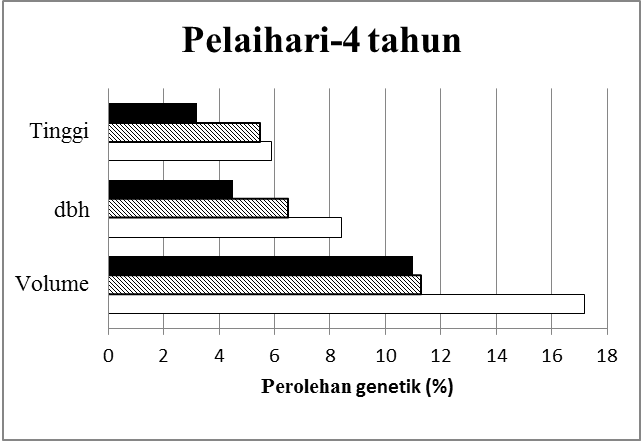 Pelaihari-4 tahun
Tinggi
dbh
Volume
0 2 4 6 8 10 12 14 16 18
Perolehan genetik (%)